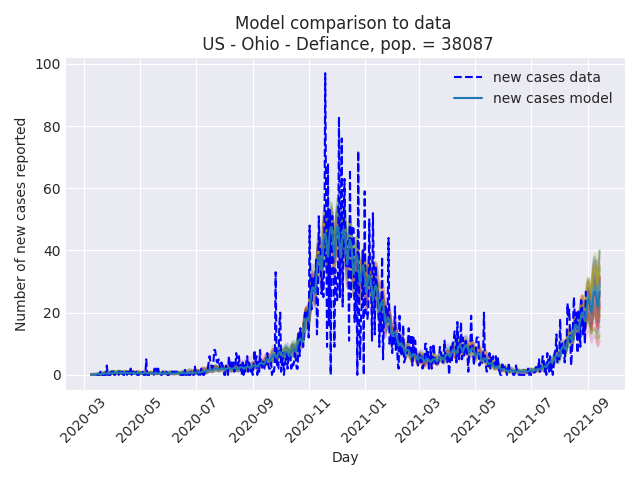 Model comparison to data
US - Ohio - Defiance, pop. = 38087
new cases data
new cases model
Number of new cases reported
100
80
60
40
20
0
2020-03
2020-05
2020-07
2020-09
2020-11
2021-01
2021-03
2021-05
2021-07
2021-09
Day